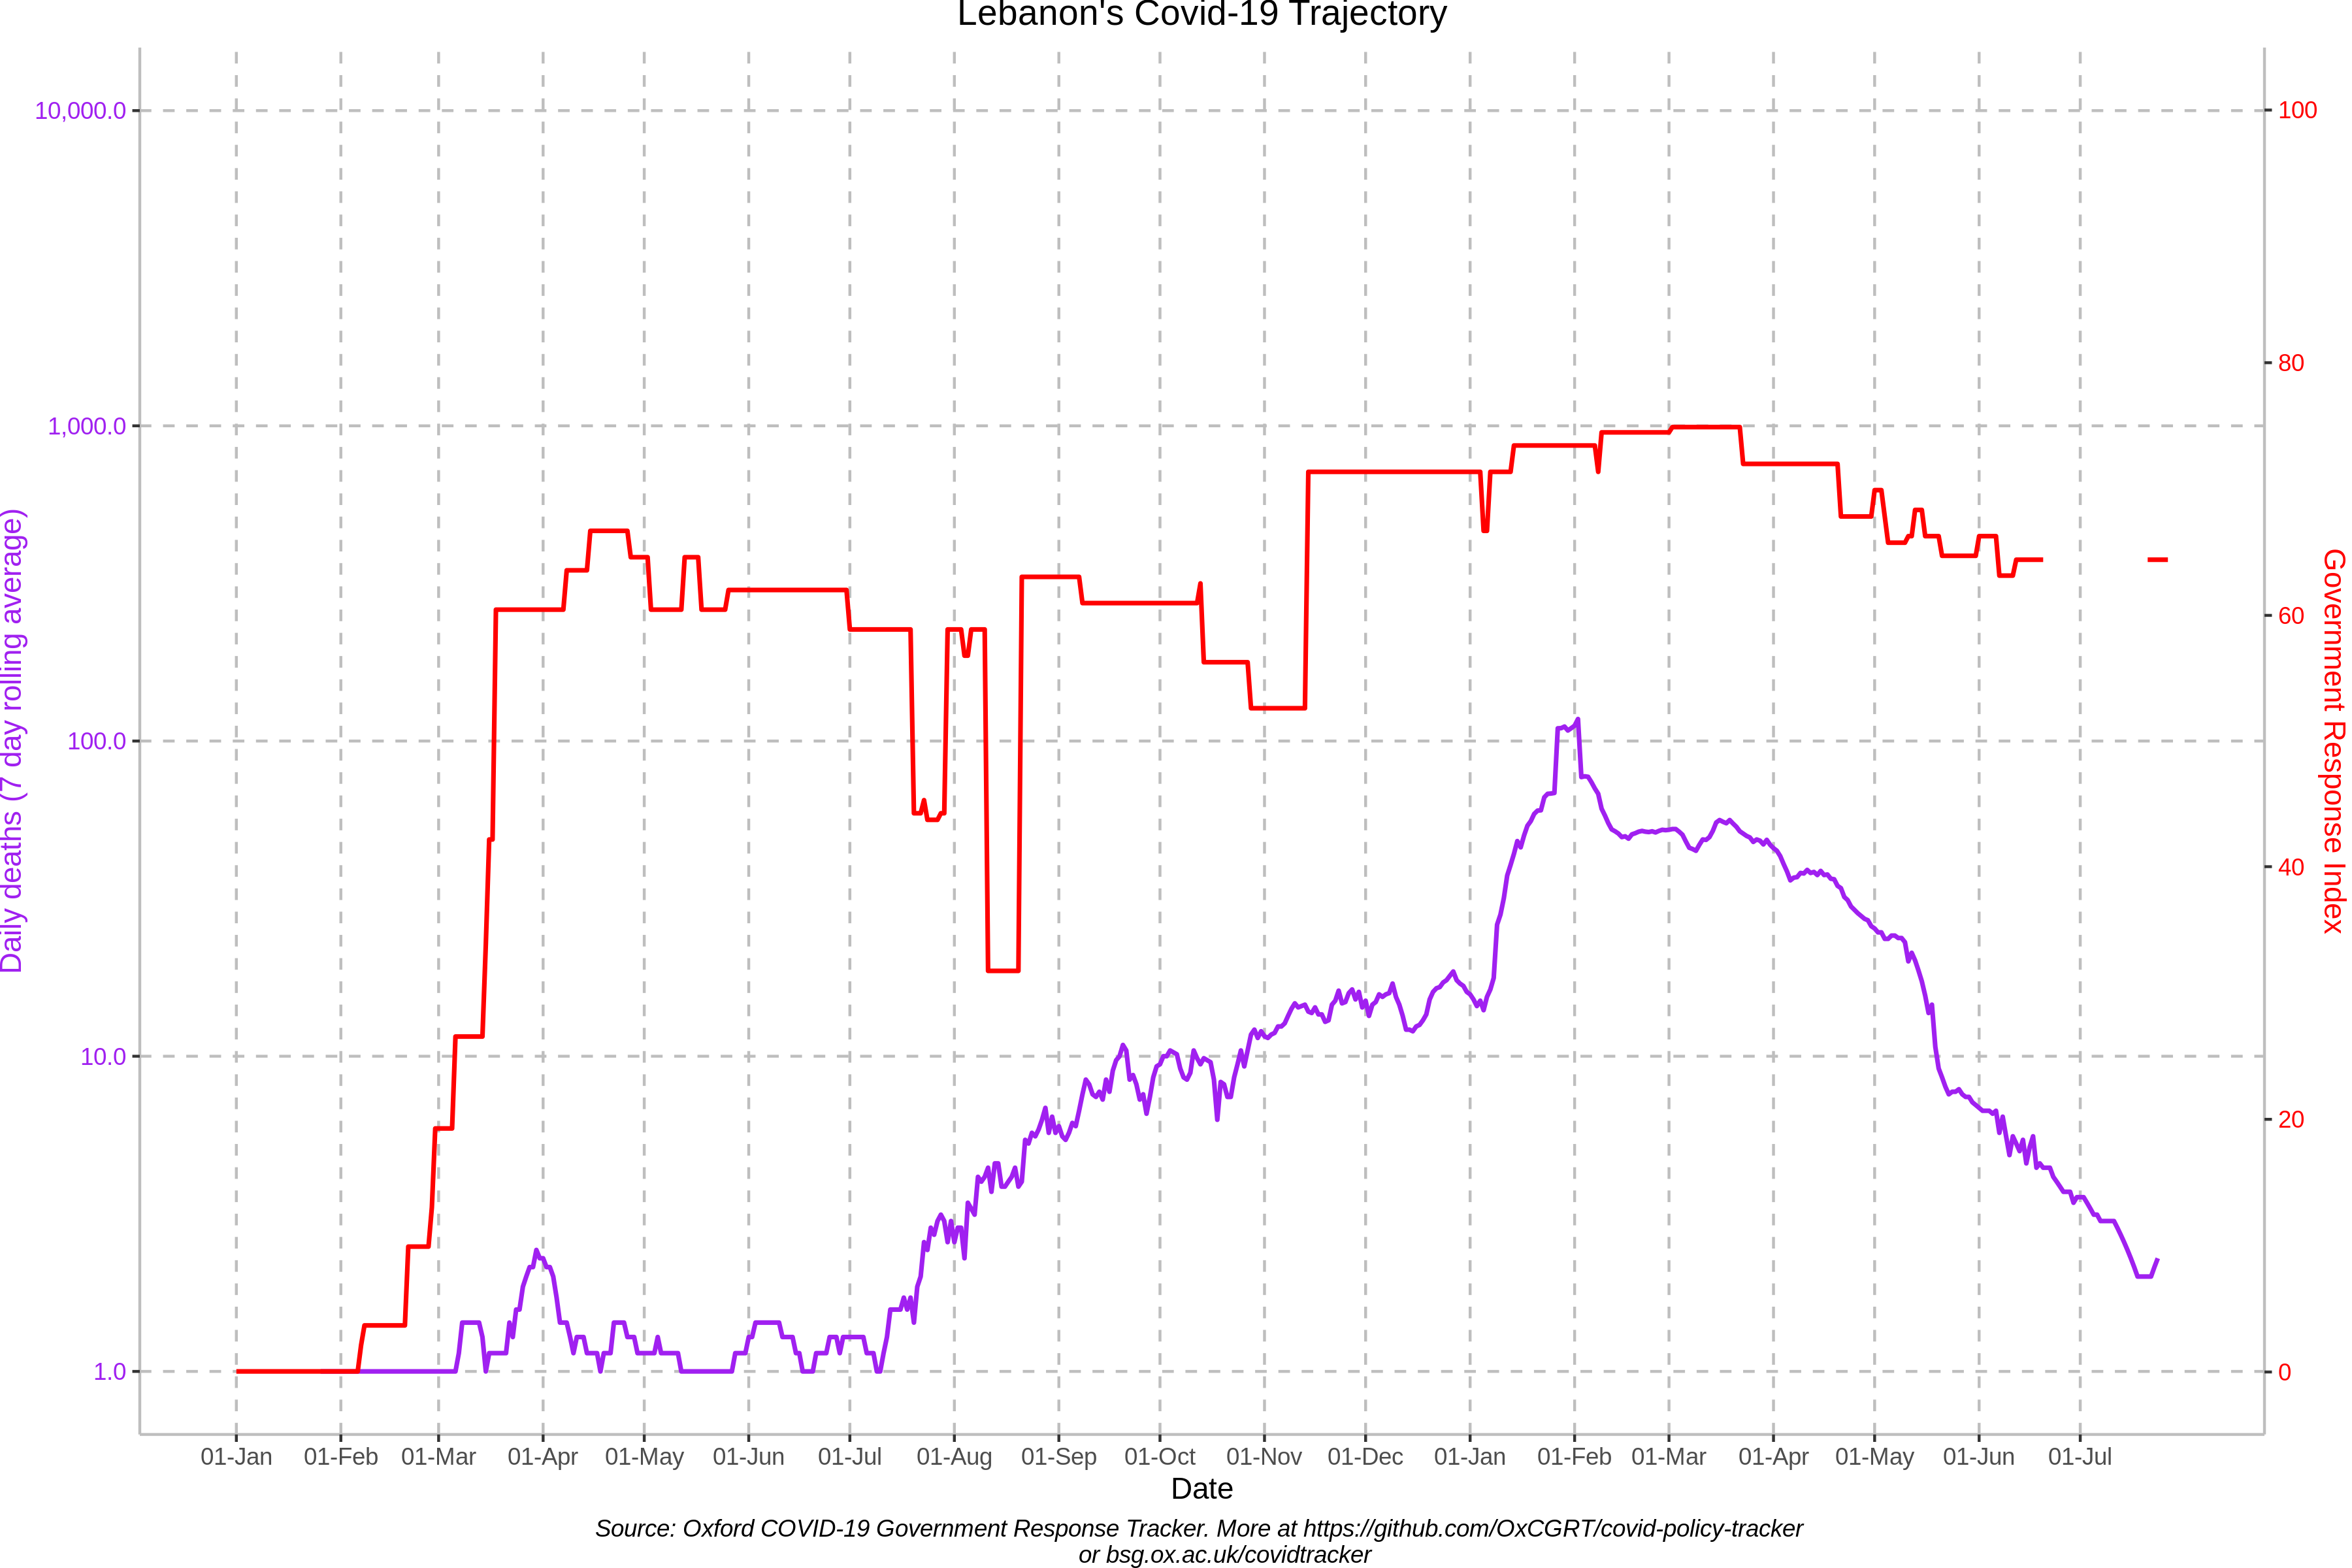 Lebanon's Covid-19 Trajectory
10,000.0
1,000.0
100.0
10.0
1.0
Daily deaths (7 day rolling average)
100
80
60
40
20
0
Government Response Index
01-Jan 01-Feb 01-Mar 01-Apr 01-May 01-Jun 01-Jul 01-Aug 01-Sep 01-Oct 01-Nov 01-Dec 01-Jan 01-Feb 01-Mar 01-Apr 01-May 01-Jun 01-Jul
Date
Source: Oxford COVID-19 Government Response Tracker. More at https://github.com/OxCGRT/covid-policy-tracker
or bsg.ox.ac.uk/covidtracker